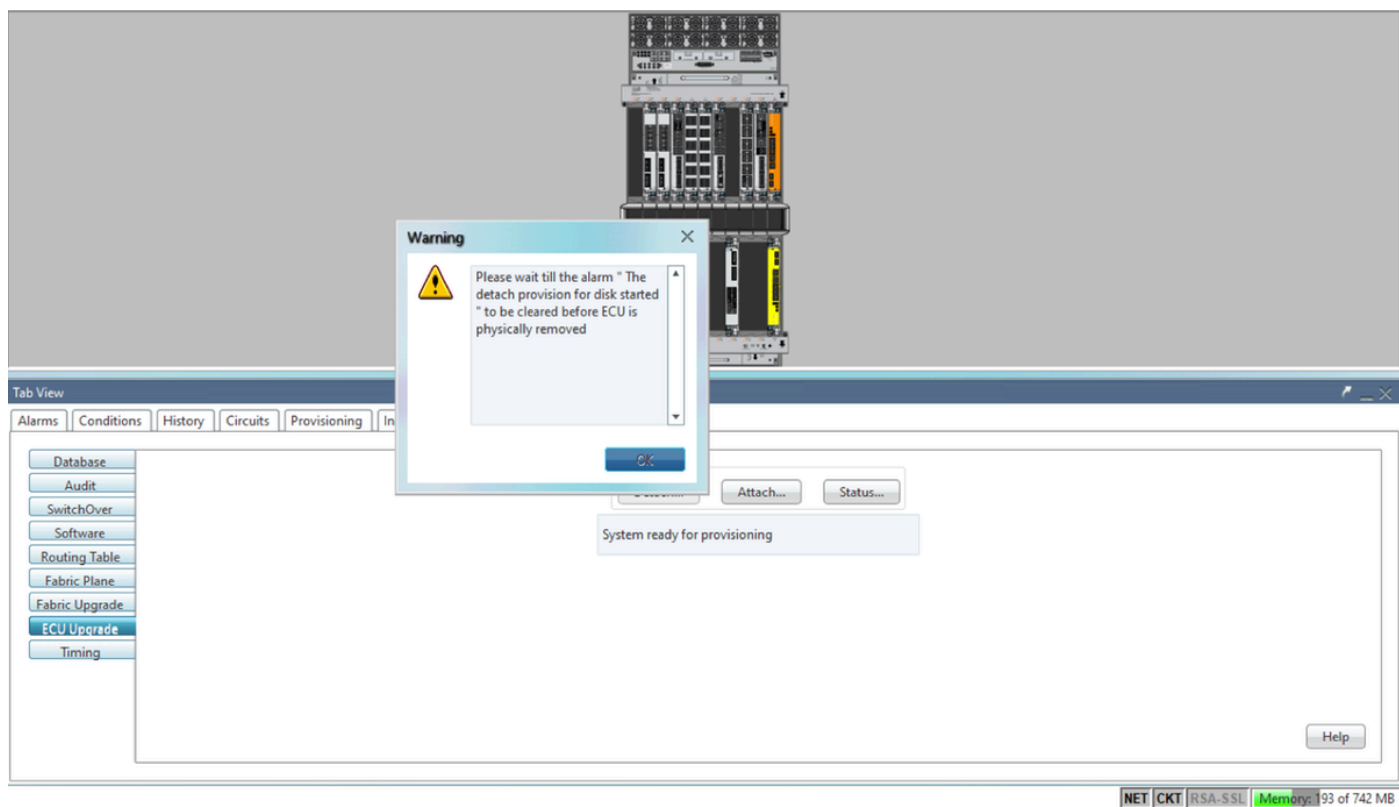 Warning
Please wait till the alarm " The
detach provision for disk started
" to be cleared before ECU is
physically removed
OK
Tab View
Alarms
Conditions
History
Circuits
Provisioning
Database
Audit
SwitchOver
Software
Routing Table
Fabric Plane
Fabric Upgrade
ECU Upgrade
Timing
Attach...
Status...
System ready for provisioning
Help
NET CKT RSA-SSL Memory: 193 of 742 MB